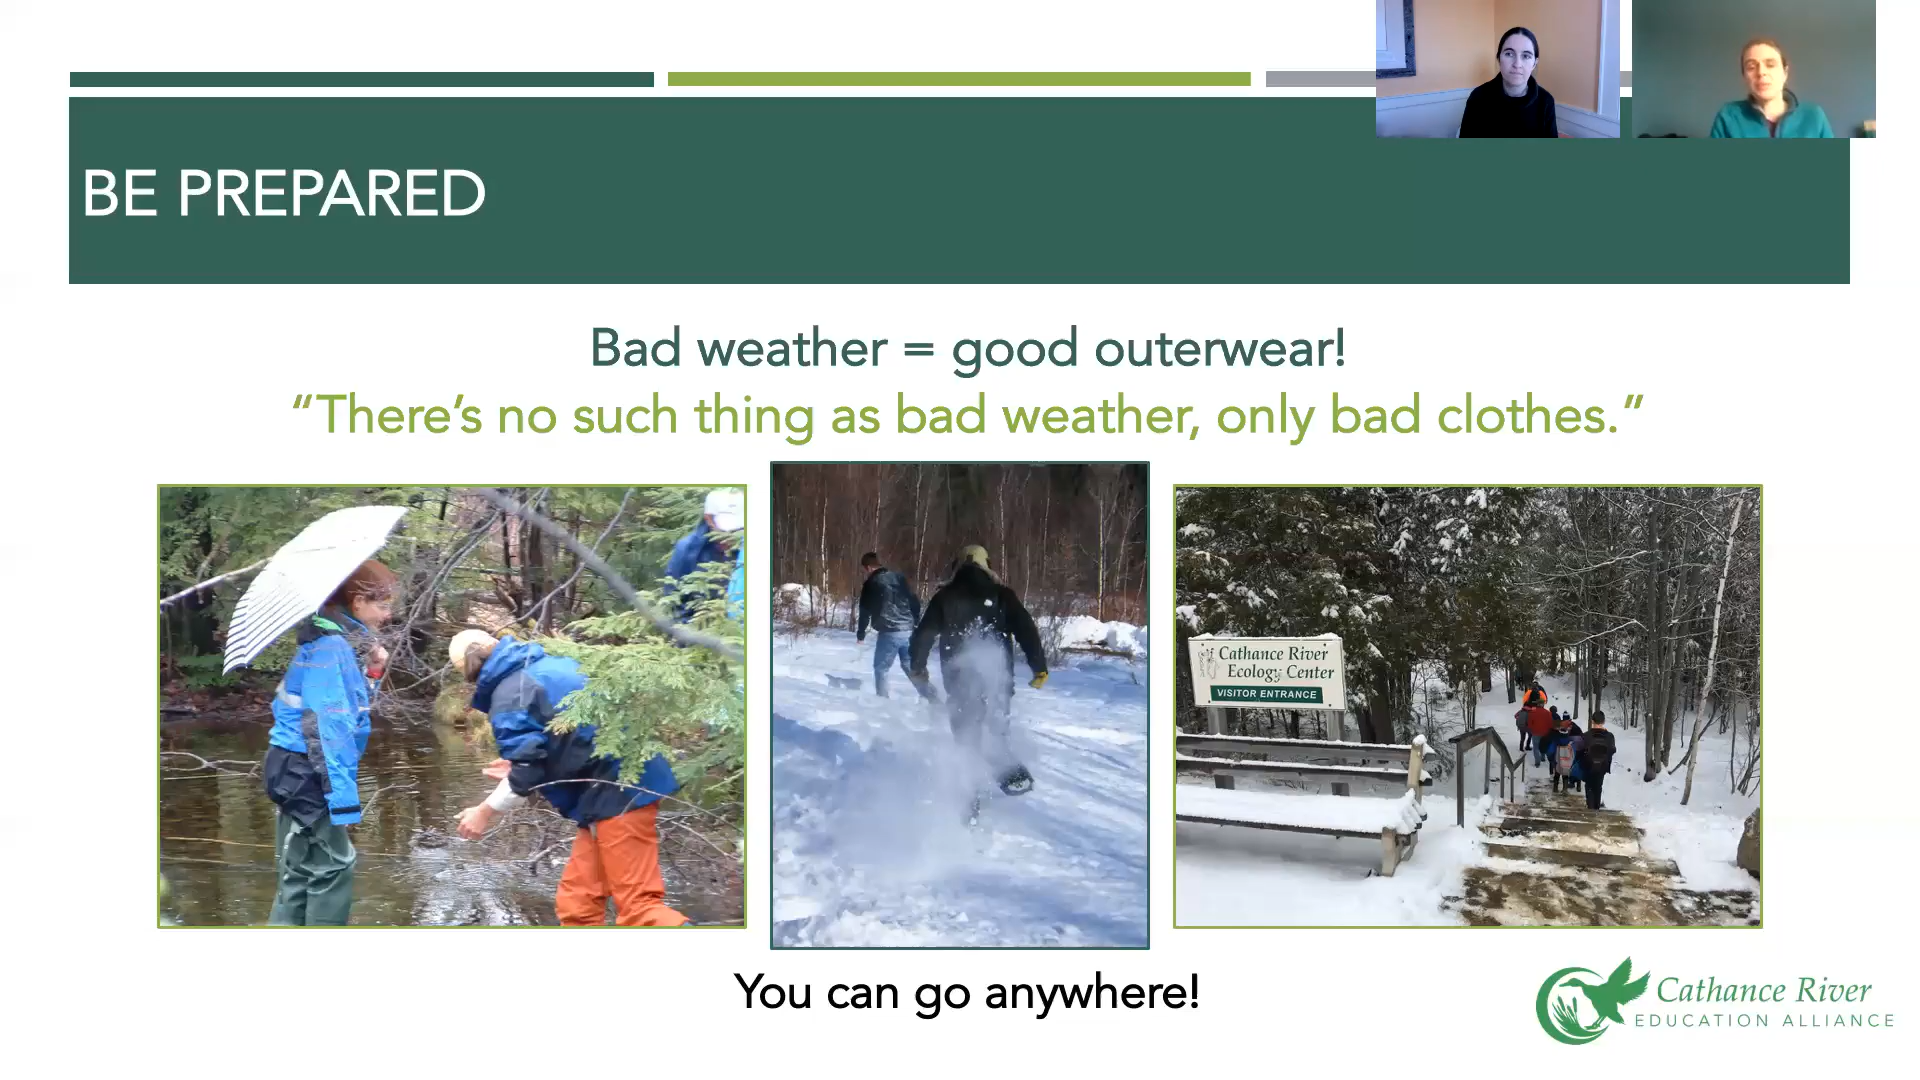 BE PREPARED
Bad weather = good outerwear!
“There’s no such thing as bad weather, only bad clothes.”
Cathance River
Ecology Center
VISITOR ENTRANCE
You can go anywhere!
Cathance River
EDUCATION ALLIANCE